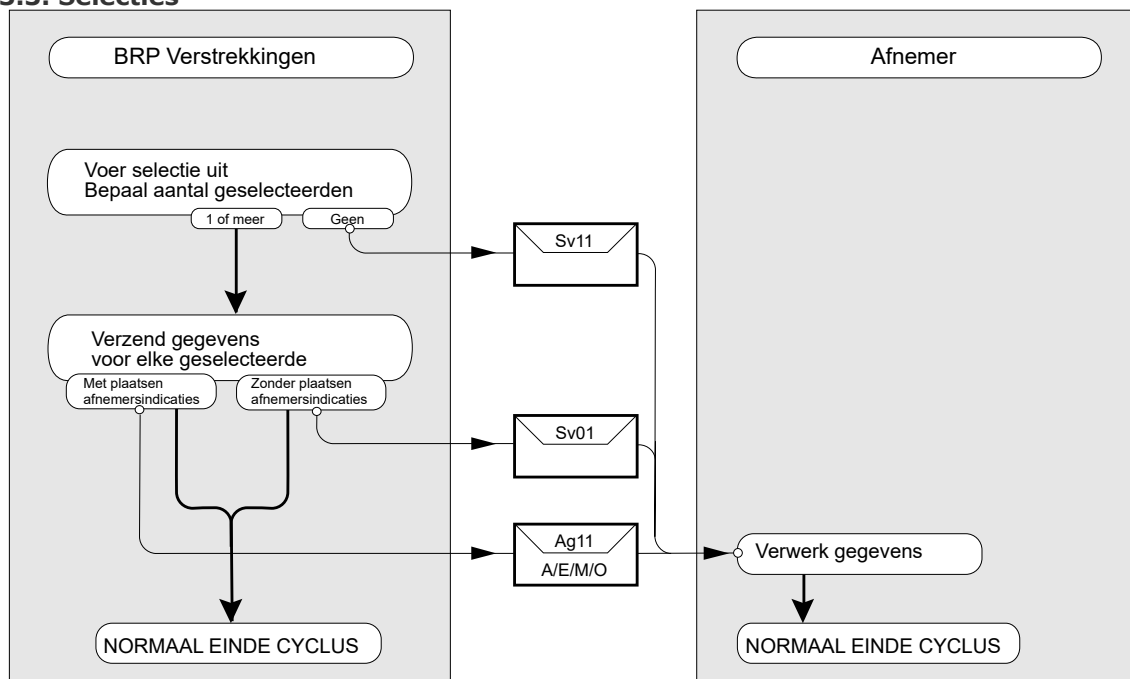 3.3. Selecties
BRP Verstrekkingen
Afnemer
Voer selectie uit
Bepaal aantal geselecteerden
1 of meer
Geen
Sv11
Verzend gegevens
voor elke geselecteerde
Met plaatsen
afnemersindicaties
Zonder plaatsen
afnemersindicaties
Sv01
Ag11
A/E/M/O
Verwerk gegevens
NORMAAL EINDE CYCLUS
NORMAAL EINDE CYCLUS